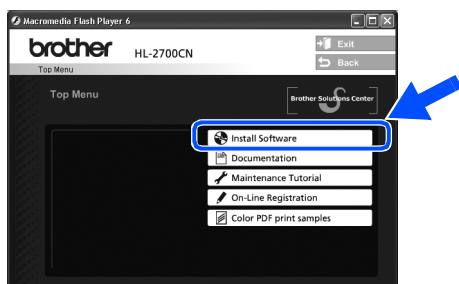 Macromedia Flash Player 6
brother
HL-2700CN
Exit
Back
Top Menu
Top Menu
Brother Solutions Center
Install Software
Documentation
Maintenance Tutorial
On-Line Registration
Color PDF print samples